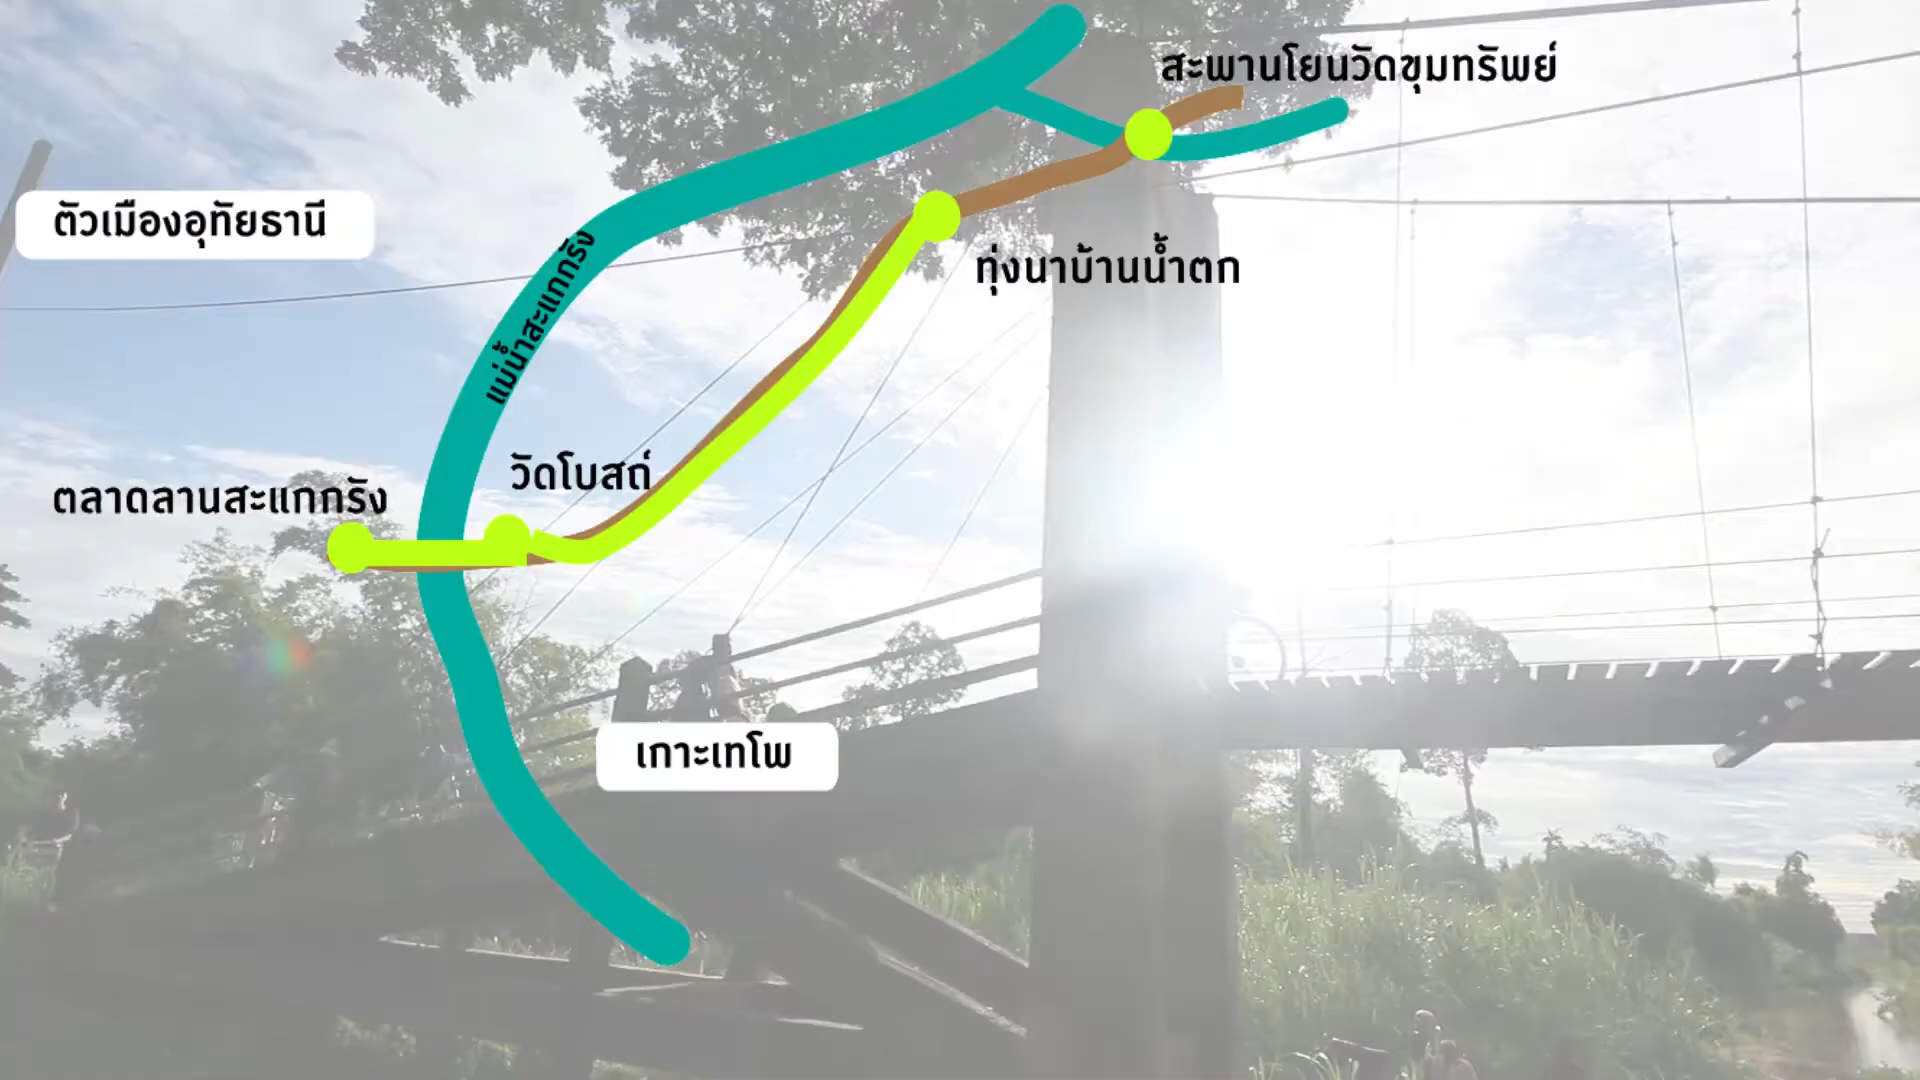 สะพานโยนวัดขุมทรัพย์
ตัวเมืองอุทัยธานี
ทุ่งนาบ้านน้ำตก
แม่น้ำสะแกกรัง
วัดโบสถ์
ตลาดลานสะแกกรัง
เกาะเทโพ